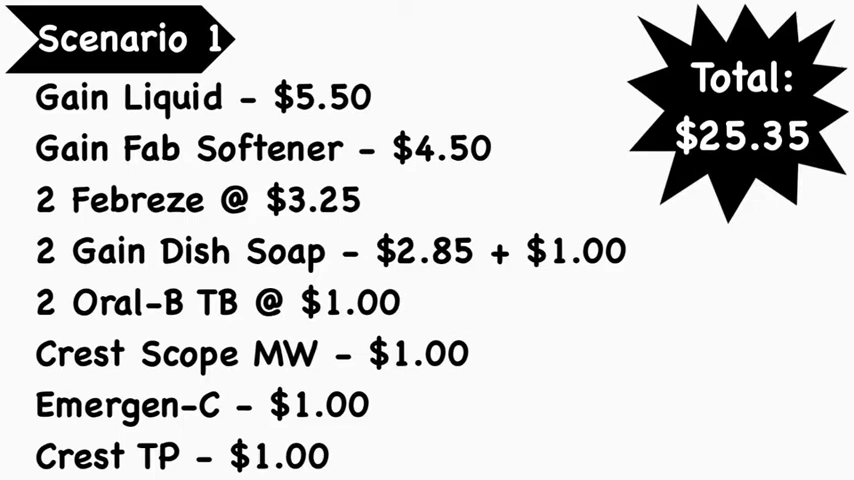 Scenario 1
Total:
$25.35
Gain Liquid - $5.50
Gain Fab Softener - $4.50
2 Febreze @ $3.25
2 Gain Dish Soap - $2.85 + $1.00
2 Oral-B TB @ $1.00
Crest Scope MW - $1.00
Emergen-C - $1.00
Crest TP - $1.00